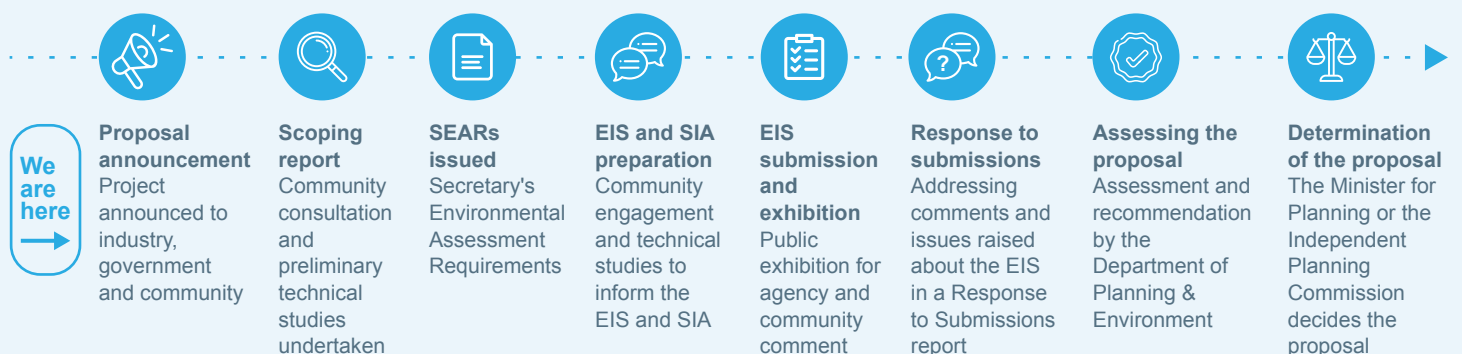 We
are
here
Proposal
announcement
Project
announced to
industry,
government
and community
Scoping
report
Community
consultation
and
preliminary
technical
studies
undertaken
SEARs
issued
Secretary's
Environmental
Assessment
Requirements
EIS and SIA
preparation
Community
engagement
and technical
studies to
inform the
EIS and SIA
EIS
submission
and
exhibition
Public
exhibition for
agency and
community
comment
?
Response to
submissions
Addressing
comments and
issues raised
about the EIS
in a Response
to Submissions
report
Assessing the
proposal
Assessment and
recommendation
by the
Department of
Planning &
Environment
Determination
of the proposal
The Minister for
Planning or the
Independent
Planning
Commission
decides the
proposal